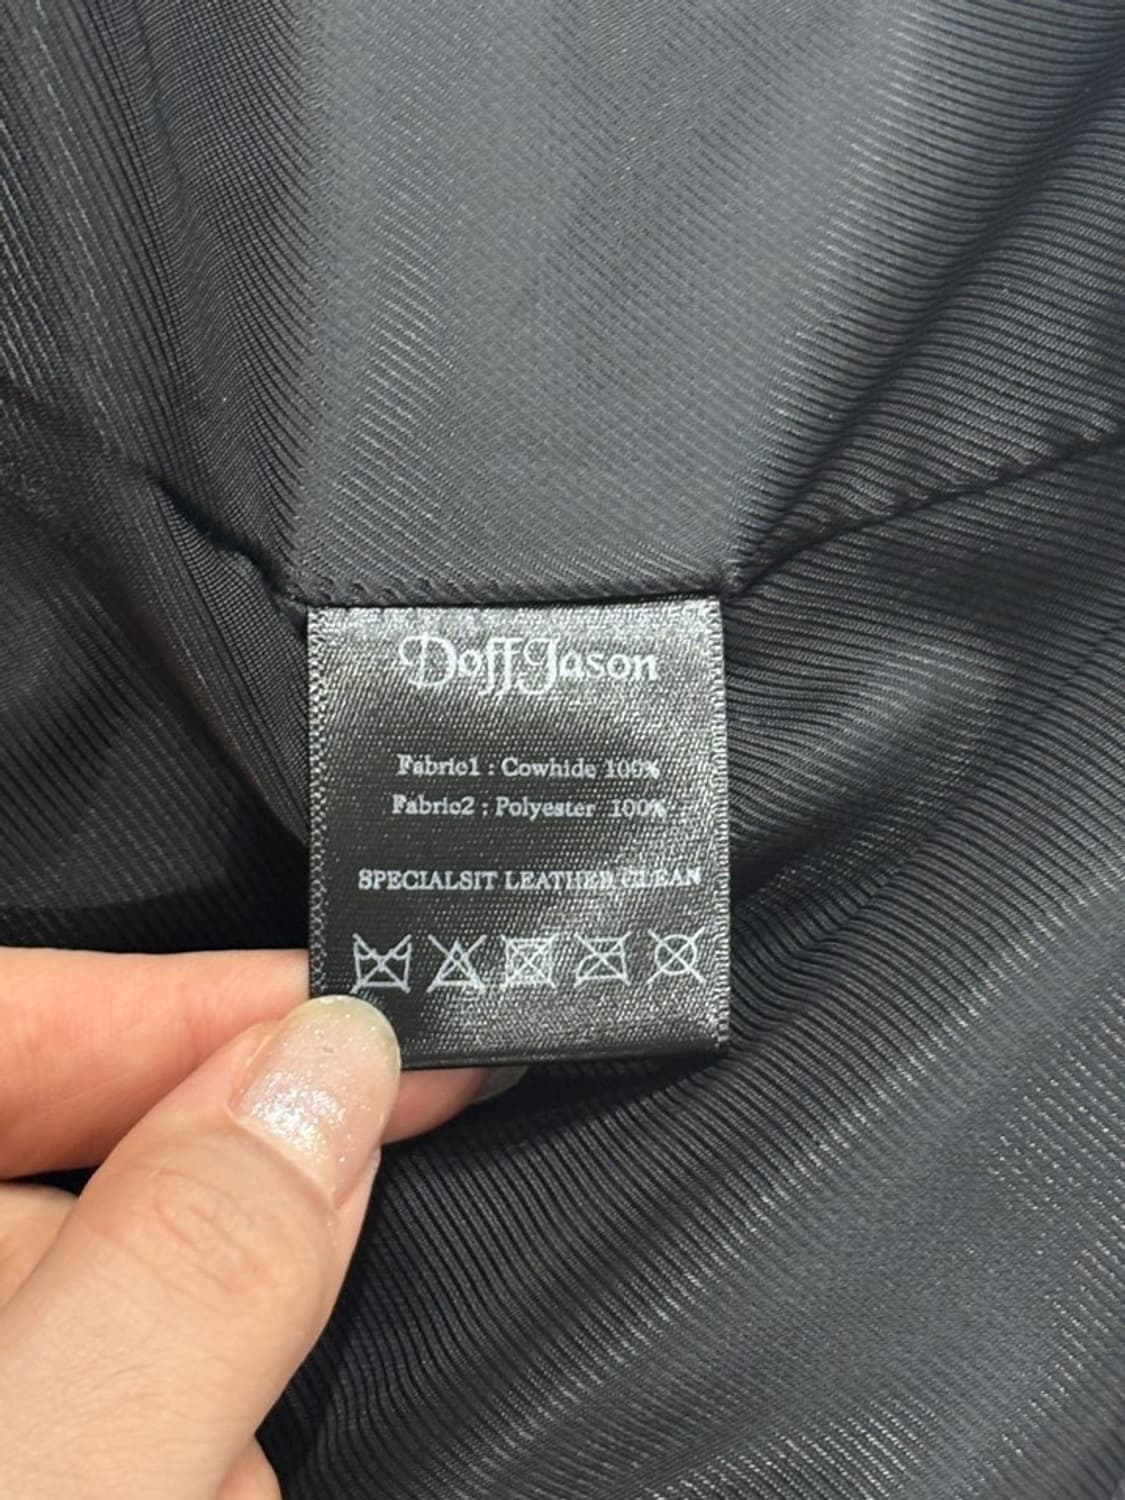 DoffJason
Fabric1 : Cowhide 100%
Fabric2 : Polyester 100%
SPECIALSIT LEATHER CLEAN